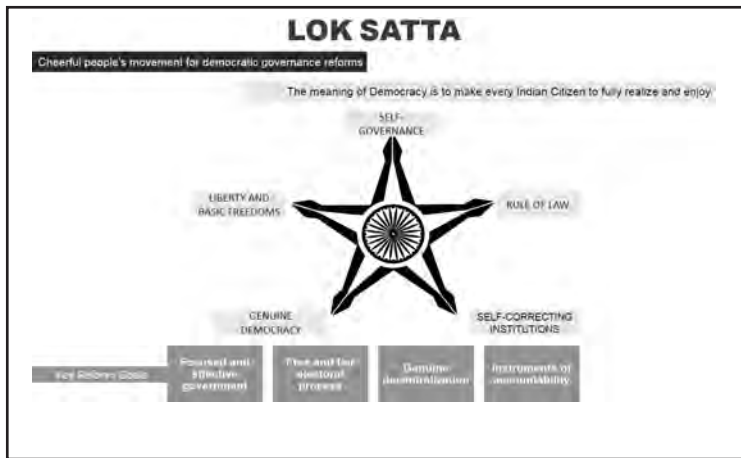 LOK SATTA
Cheerful people's movement for democratic governance reforms
The meaning of Democracy is to make every Indian Citizen to fully realize and enjoy.
SELF-
GOVERNANCE
LIBERTY AND
BASIC FREEDOMS
RULE OF LAW
GENUINE
DEMOCRACY
SELF-CORRECTING
INSTITUTIONS
Key Reform Goals
Focused and
Effective
government
Free and fair
electoral
process
Genuine
decentralization
Instruments of
accountability